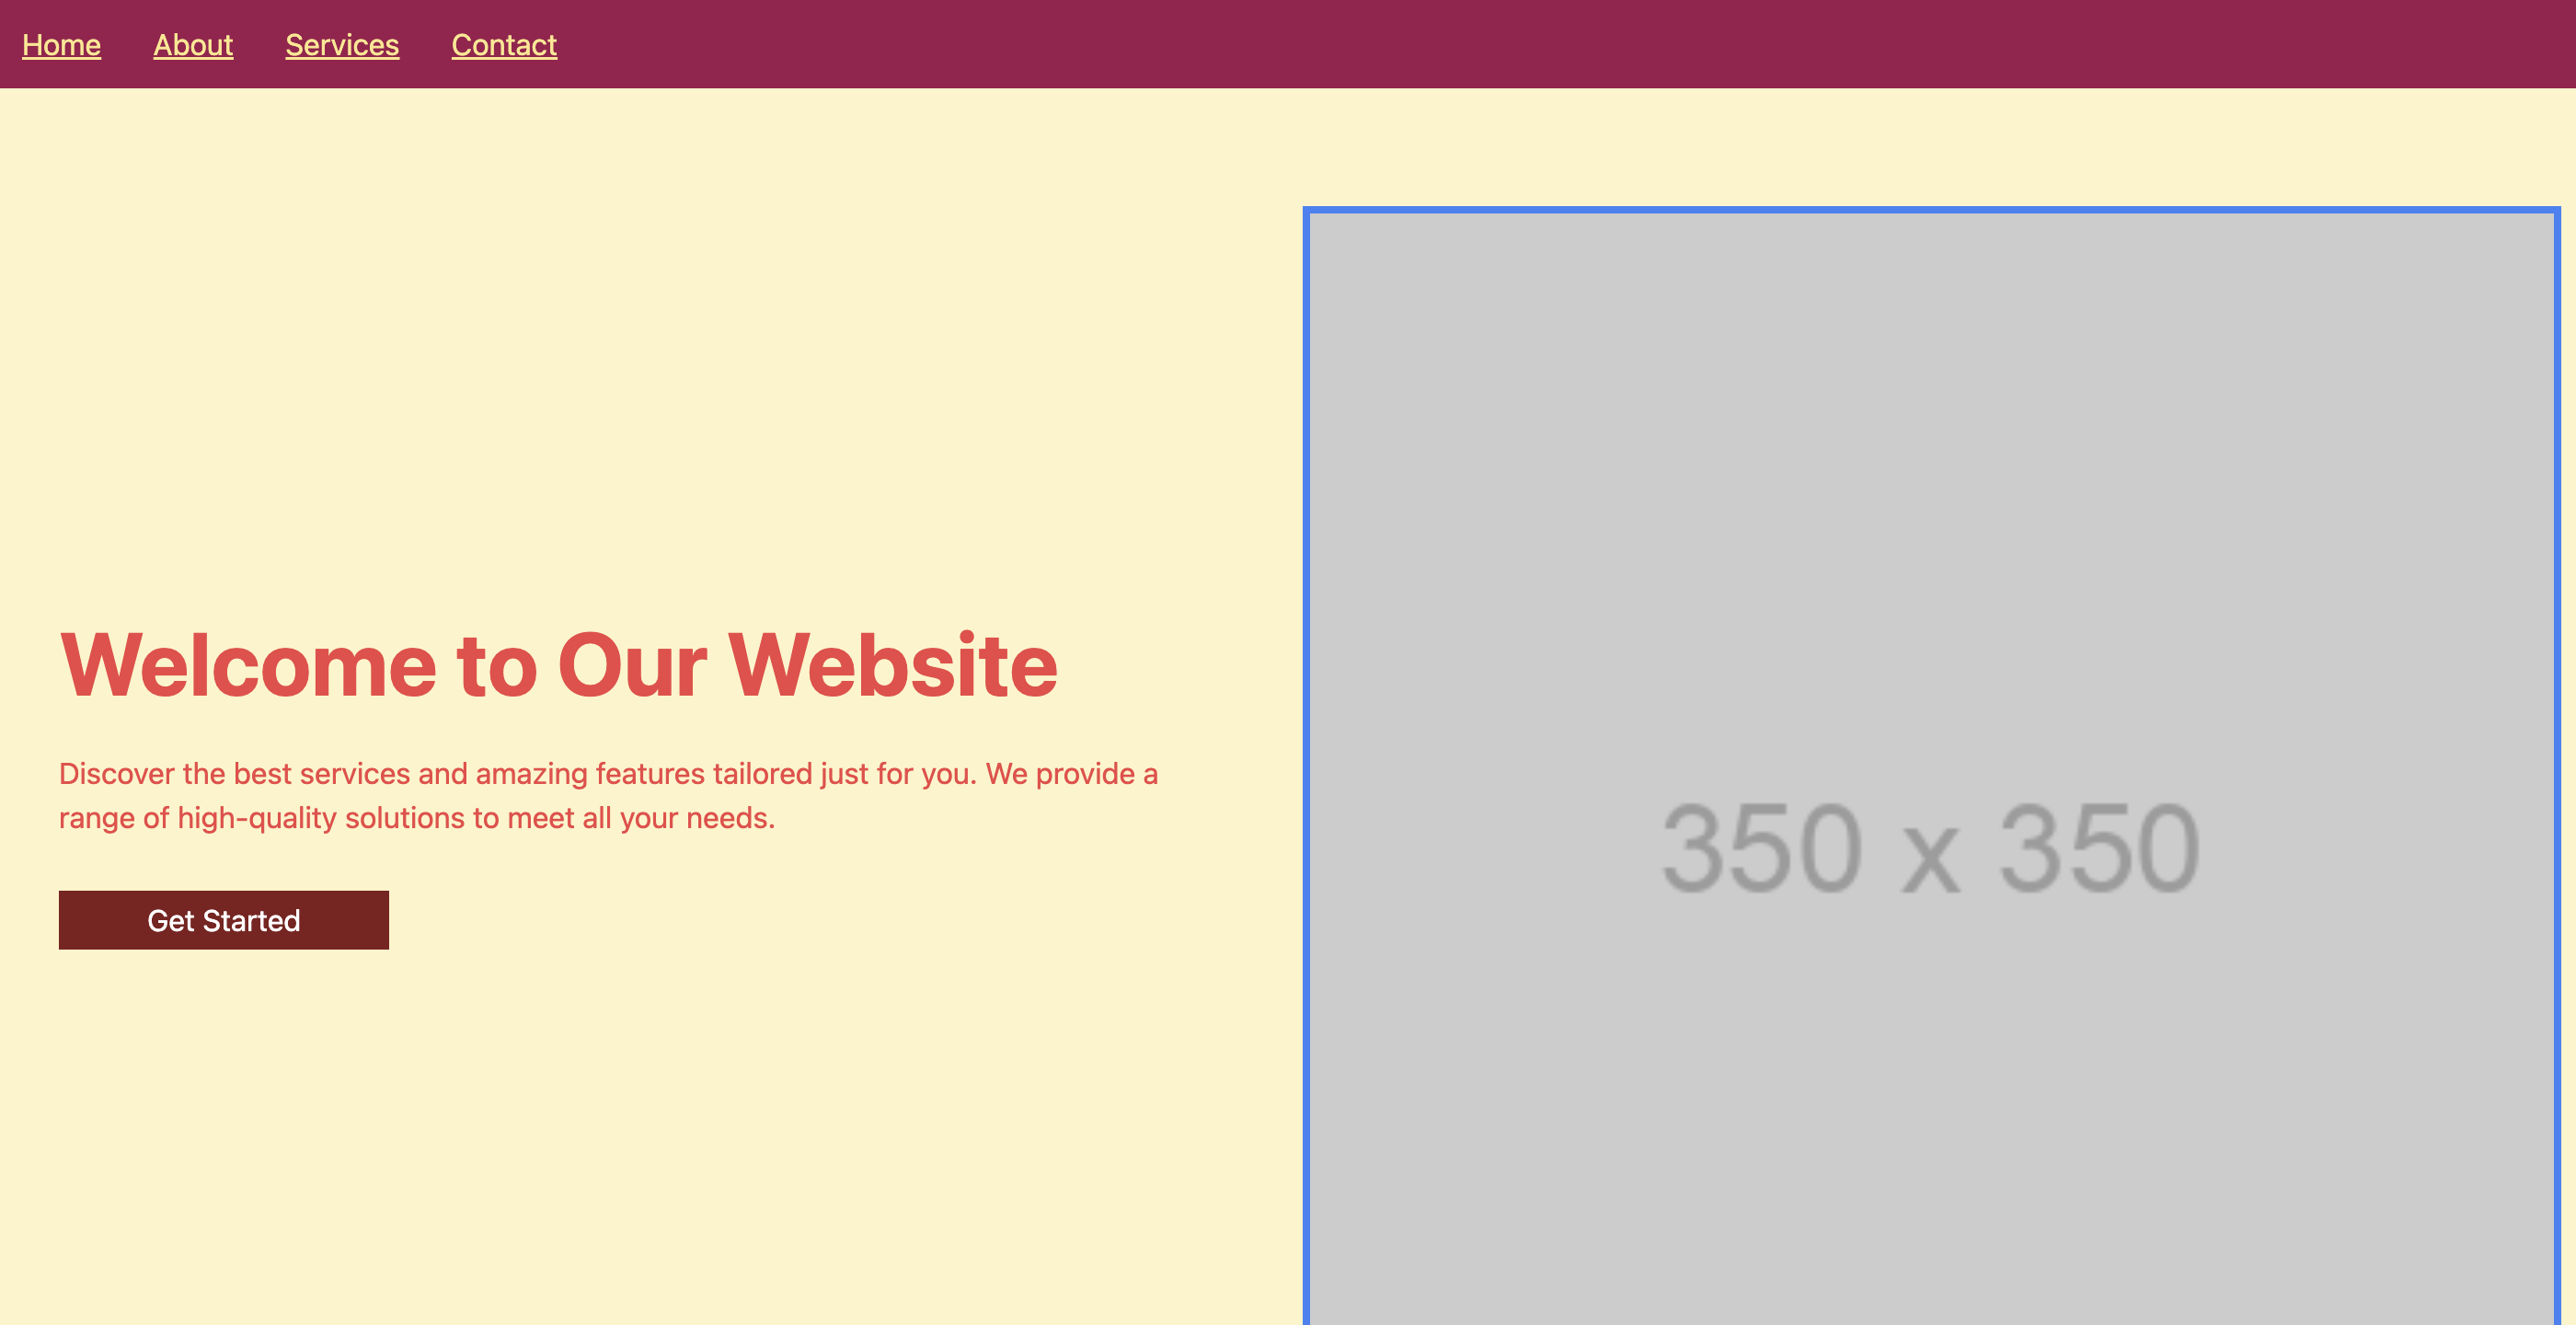 Home About Services Contact
Welcome to Our Website
Discover the best services and amazing features tailored just for you. We provide a
range of high-quality solutions to meet all your needs.
Get Started
350 x 350